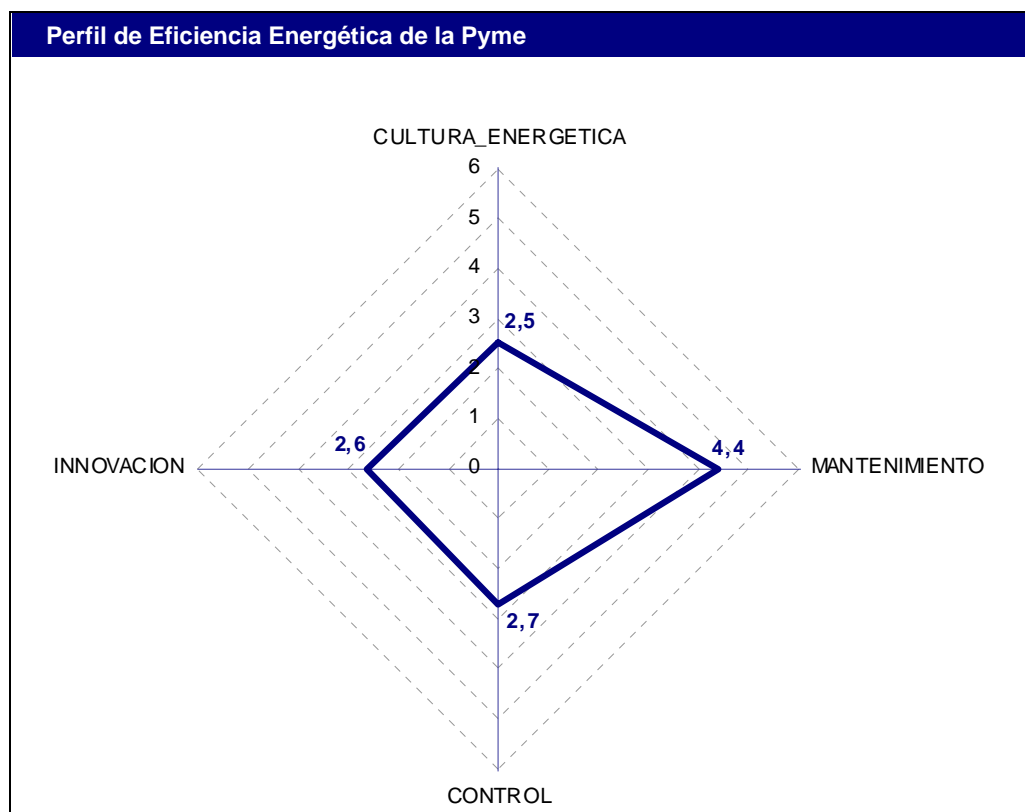 Perfil de Eficiencia Energética de la Pyme
CULTURA_ENERGETICA
6
5
4
3
2,5
2
1
2,6
4,4
INNOVACION
0
MANTENIMIENTO
2,7
CONTROL